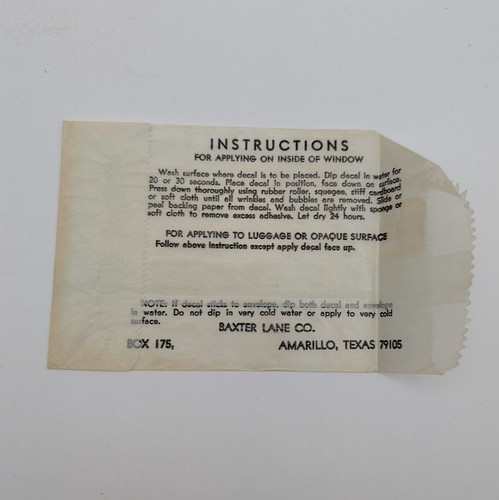 INSTRUCTIONS
FOR APPLYING ON INSIDE OF WINDOW
Wash surface where decal is to be placed. Dip decal in water for
20 or 30 seconds. Place decal in position, face down on surface.
Press down thoroughly using rubber roller, squegee, stiff cardboard
or soft cloth until all wrinkles and bubbles are removed. Slide or
peel backing paper from decal. Wash decal lightly with sponge or
soft cloth to remove excess adhesive. Let dry 24 hours.
FOR APPLYING TO LUGGAGE OR OPAQUE SURFACE
Follow above instruction except apply decal face up.
NOTE: If decal sticks to envelope, dip both decal and envelope
in water. Do not dip in very cold water or apply to very cold
surface.
BAXTER LANE CO.
BOX 175, AMARILLO, TEXAS 79105